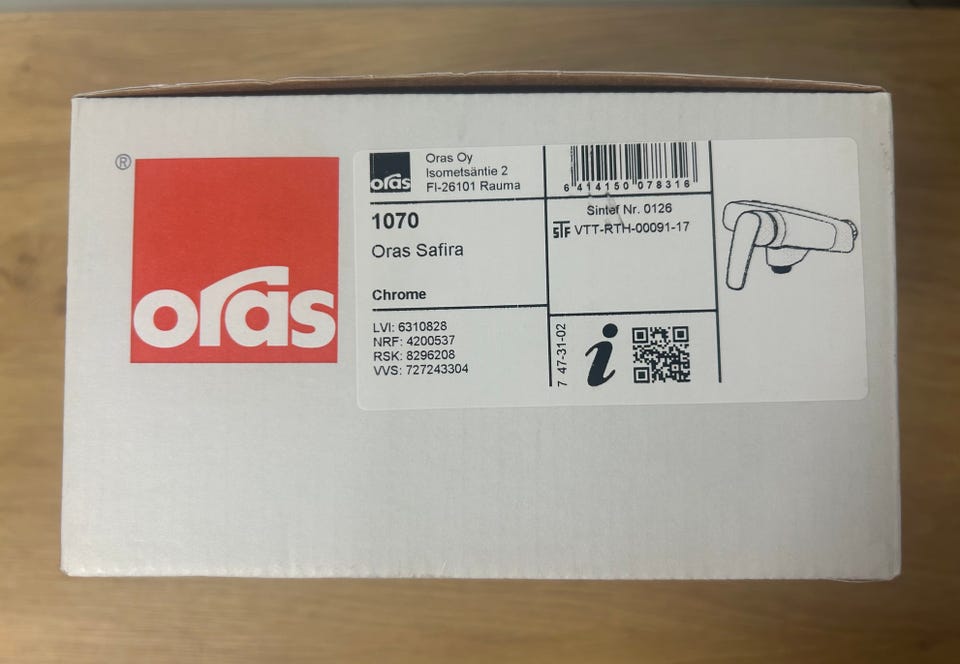 ®
oras
oras
Oras Oy
Isometsäntie 2
FI-26101 Rauma
1070
Oras Safira
Chrome
LVI: 6310828
NRF: 4200537
RSK: 8296208
VVS: 727243304
6 414150 078316
Sintef Nr. 0126
STF VTT-RTH-00091-17
7 47-31-02
i